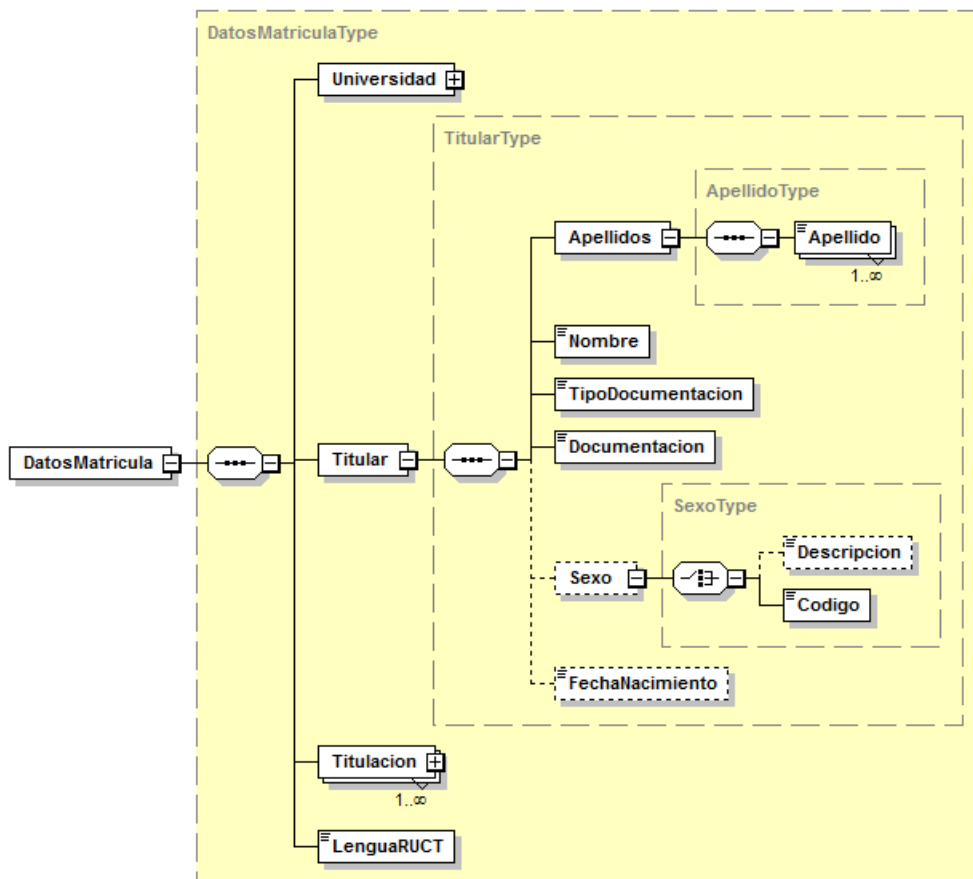 DatosMatriculaType
Universidad
TitularType
ApellidoType
Apellidos
Apellido
1..∞
Nombre
TipoDocumentacion
DatosMatricula
Titular
Documentacion
SexoType
Descripcion
Sexo
Codigo
FechaNacimiento
Titulacion
1..∞
LenguaRUCT